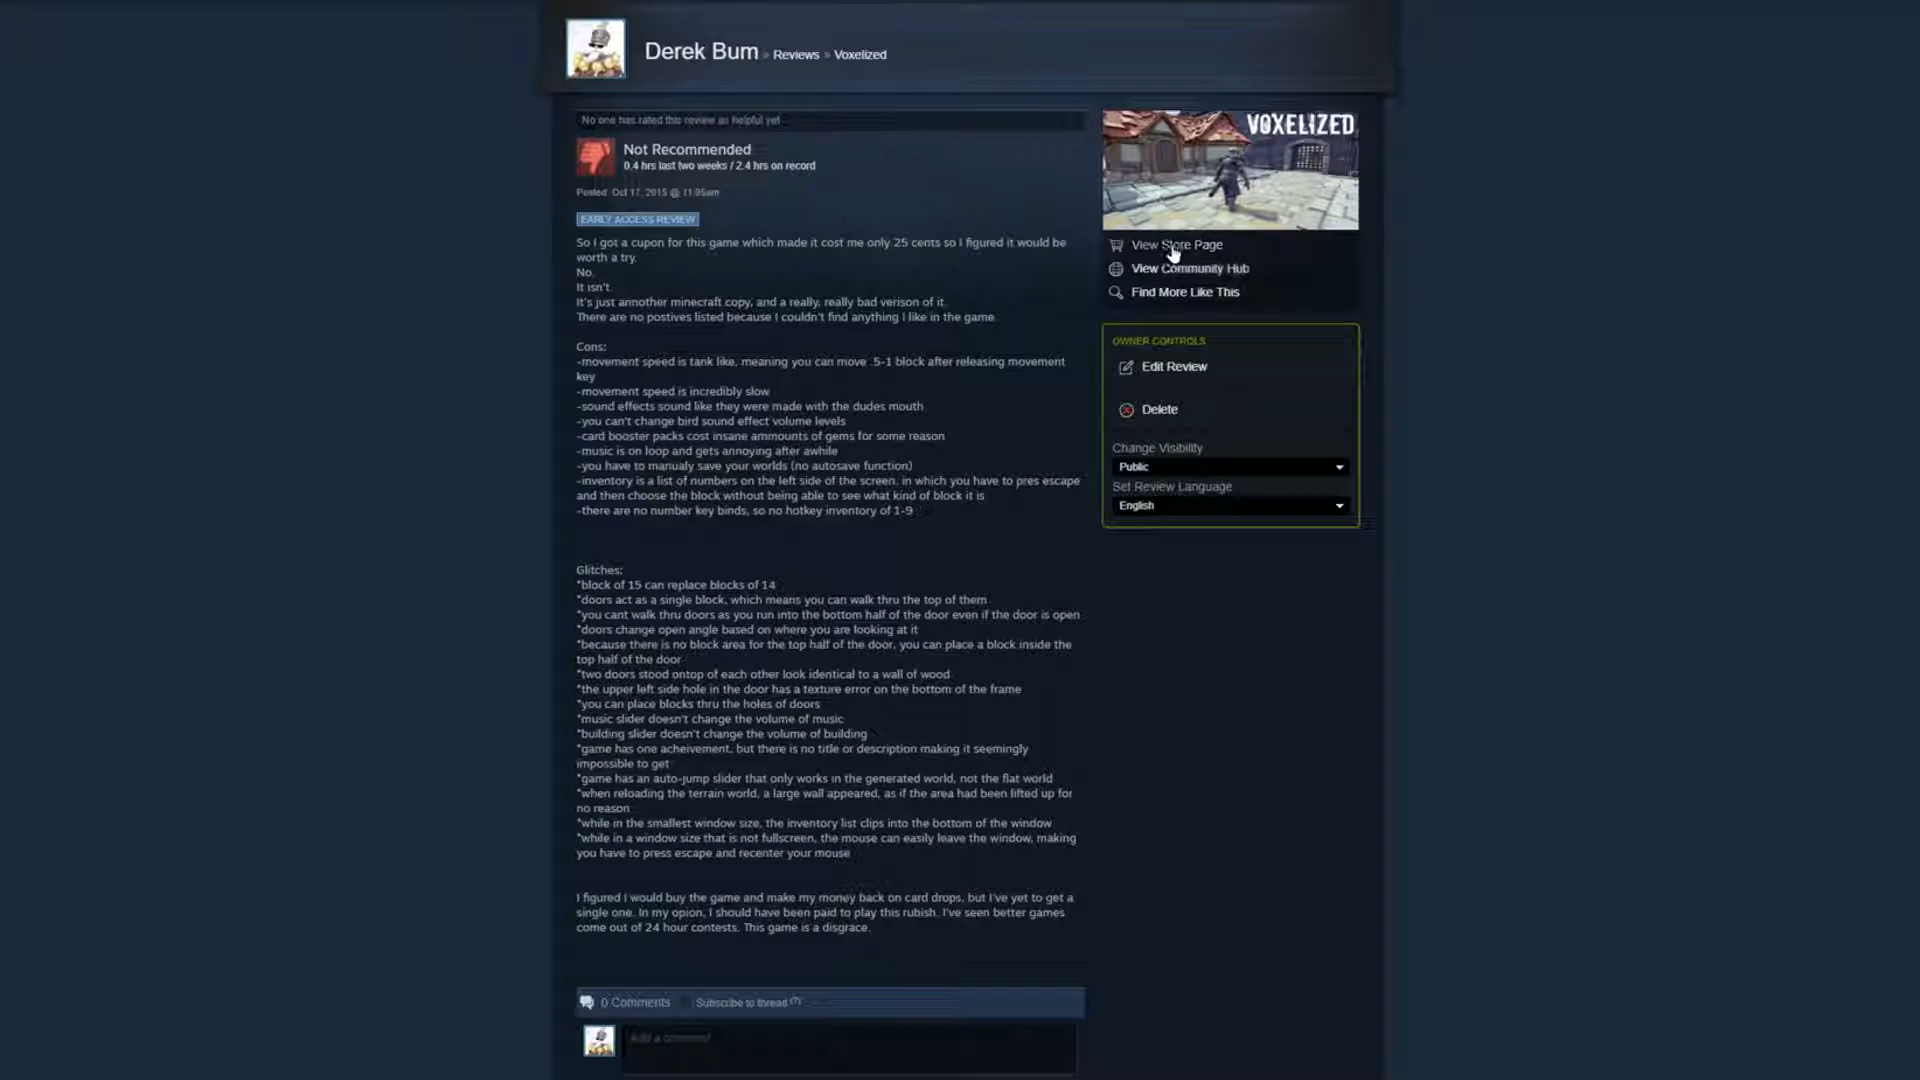 Derek Bum » Reviews » Voxelized
No one has rated this review as helpful yet
Not Recommended
0.4 hrs last two weeks / 2.4 hrs on record
Posted: Oct 17, 2015 @ 11:05am
EARLY ACCESS REVIEW
So I got a cupon for this game which made it cost me only 25 cents so I figured it would be
worth a try.
No.
It isn't.
It's just annother minecraft copy, and a really, really bad verison of it.
There are no postives listed because I couldn't find anything I like in the game.
Cons:
-movement speed is tank like, meaning you can move .5-1 block after releasing movement
key
-movement speed is incredibly slow
-sound effects sound like they were made with the dudes mouth
-you can't change bird sound effect volume levels
-card booster packs cost insane ammounts of gems for some reason
-music is on loop and gets annoying after awhile
-you have to manualy save your worlds (no autosave function)
-inventory is a list of numbers on the left side of the screen, in which you have to pres escape
and then choose the block without being able to see what kind of block it is
-there are no number key binds, so no hotkey inventory of 1-9
Glitches:
*block of 15 can replace blocks of 14
*doors act as a single block, which means you can walk thru the top of them
*you cant walk thru doors as you run into the bottom half of the door even if the door is open
*doors change open angle based on where you are looking at it
*because there is no block area for the top half of the door, you can place a block inside the
top half of the door
*two doors stood ontop of each other look identical to a wall of wood
*the upper left side hole in the door has a texture error on the bottom of the frame
*you can place blocks thru the holes of doors
*music slider doesn't change the volume of music
*building slider doesn't change the volume of building
*game has one acheivement, but there is no title or description making it seemingly
impossible to get
*game has an auto-jump slider that only works in the generated world, not the flat world
*when reloading the terrain world, a large wall appeared, as if the area had been lifted up for
no reason
*while in the smallest window size, the inventory list clips into the bottom of the window
*while in a window size that is not fullscreen, the mouse can easily leave the window, making
you have to press escape and recenter your mouse
I figured I would buy the game and make my money back on card drops, but I've yet to get a
single one. In my opion, I should have been paid to play this rubish. I've seen better games
come out of 24 hour contests. This game is a disgrace.
0 Comments Subscribe to thread (?)
Add a comment
VOXELIZED
View Store Page
View Community Hub
Find More Like This
OWNER CONTROLS
Edit Review
Delete
Change Visibility
Public
Set Review Language
English